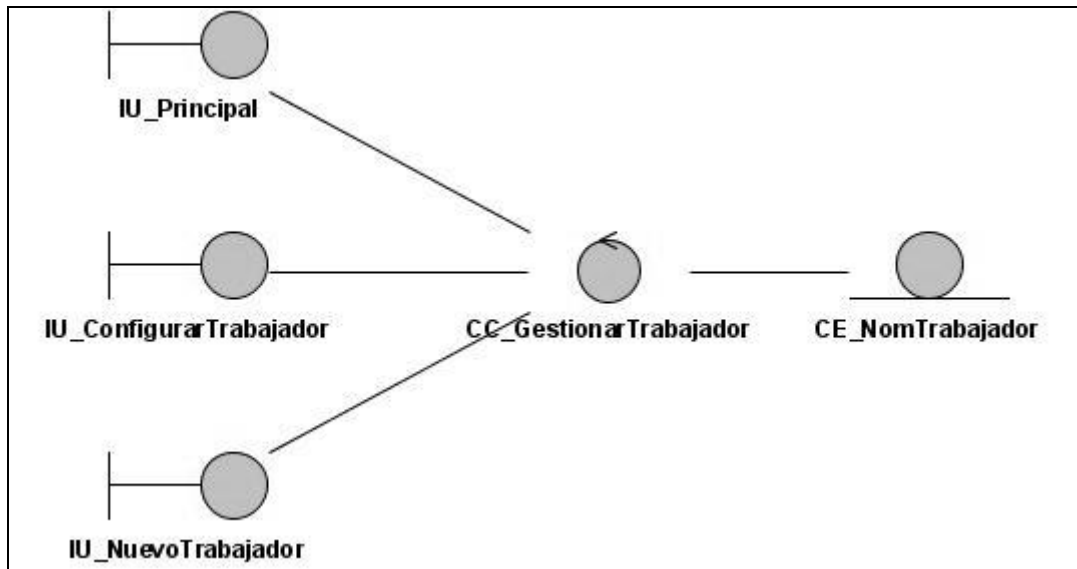 IU_Principal
IU_ConfigurarTrabajador
CC_GestionarTrabajador
CE_NomTrabajador
IU_NuevoTrabajador